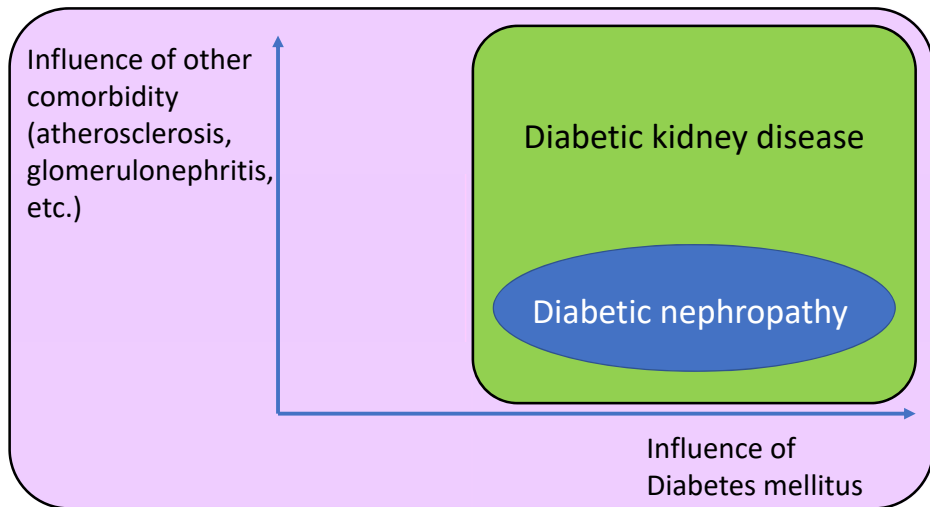 Influence of other
comorbidity
(atherosclerosis,
glomerulonephritis,
etc.)
Diabetic kidney disease
Diabetic nephropathy
Influence of
Diabetes mellitus